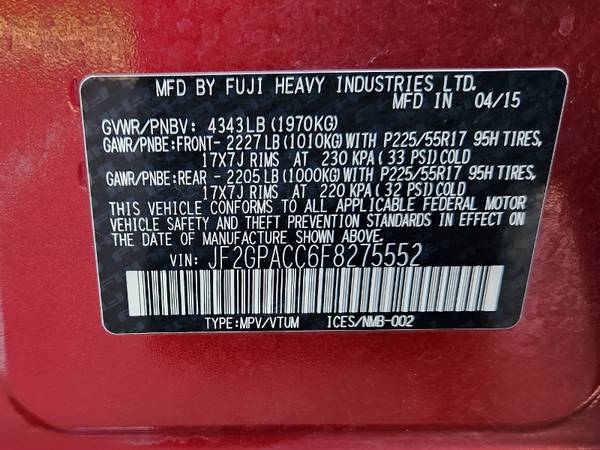 MFD BY FUJI HEAVY INDUSTRIES LTD.
MFD IN 04/15
GVWR/PNBV: 4343LB(1970KG)
GAWR/PNBE:FRONT- 2227LB(1010KG)WITH P225/55R17 95H TIRES,
17X7J RIMS AT 230 KPA( 33 PSI)COLD
GAWR/PNBE:REAR - 2205LB(1000KG)WITH P225/55R17 95H TIRES,
17X7J RIMS AT 220 KPA( 32 PSI)COLD
THIS VEHICLE CONFORMS TO ALL APPLICABLE FEDERAL MOTOR
VEHICLE SAFETY AND THEFT PREVENTION STANDARDS IN EFFECT ON
THE DATE OF MANUFACTURE SHOWN ABOVE.
VIN: JF2GPACC6F8275552
TYPE:MPV/VTUM ICES/NMB-002